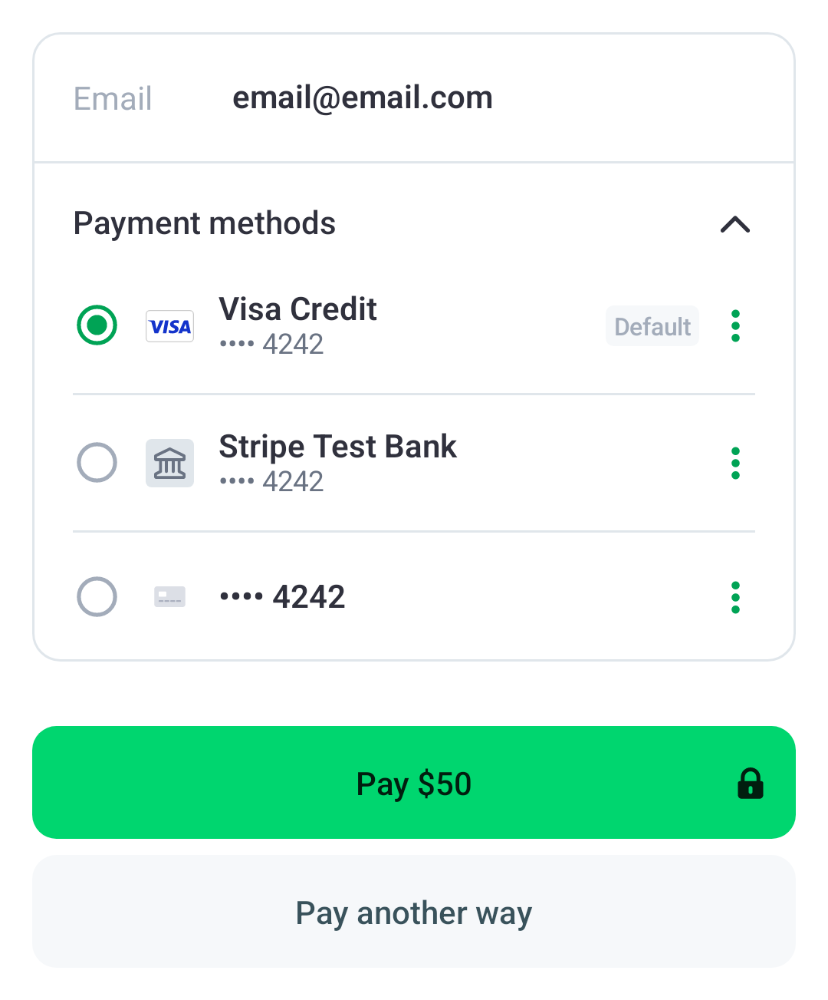 Email email@email.com
Payment methods
VISA Visa Credit Default
•••• 4242
Stripe Test Bank
•••• 4242
•••• 4242
Pay $50
Pay another way